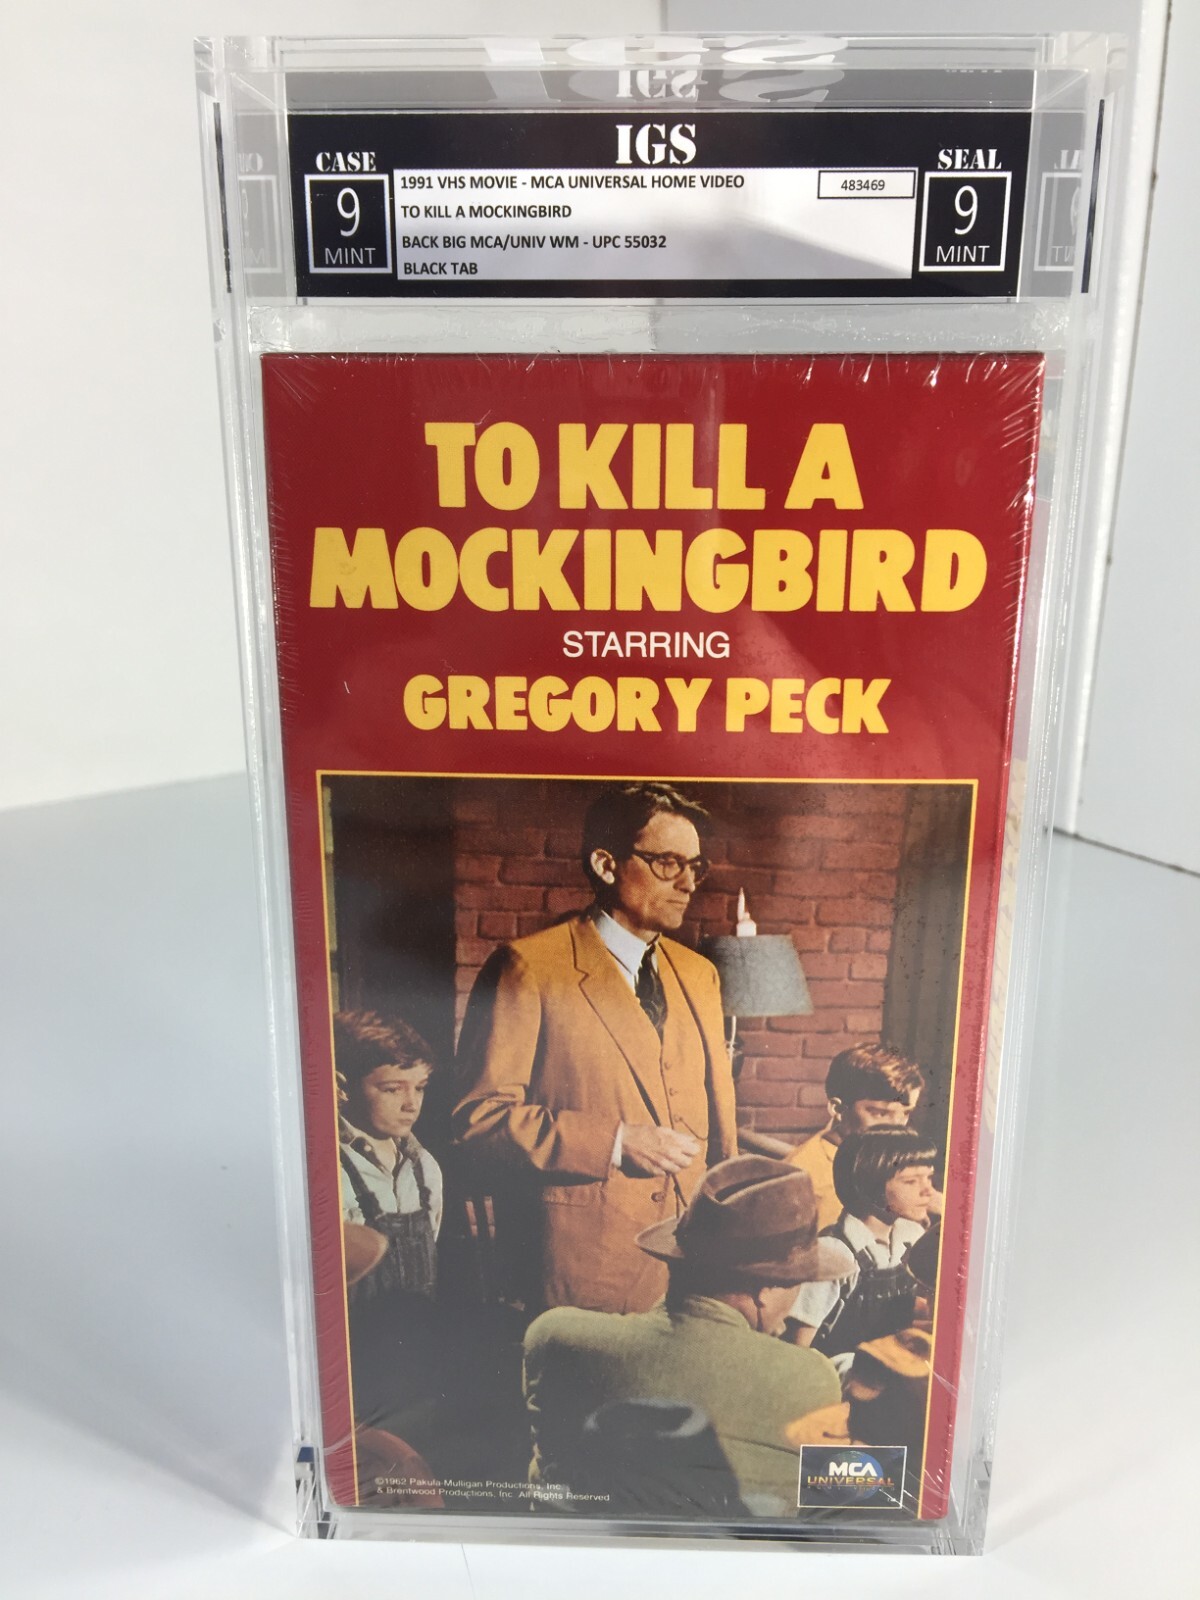 IGS
CASE
9
MINT
1991 VHS MOVIE - MCA UNIVERSAL HOME VIDEO
483469
TO KILL A MOCKINGBIRD
BACK BIG MCA/UNIV WM - UPC 55032
BLACK TAB
SEAL
9
MINT
TO KILL A
MOCKINGBIRD
STARRING
GREGORY PECK
©1962 Pakula-Mulligan Productions, Inc.
& Brentwood Productions, Inc. All Rights Reserved
MCA
UNIVERSAL
™